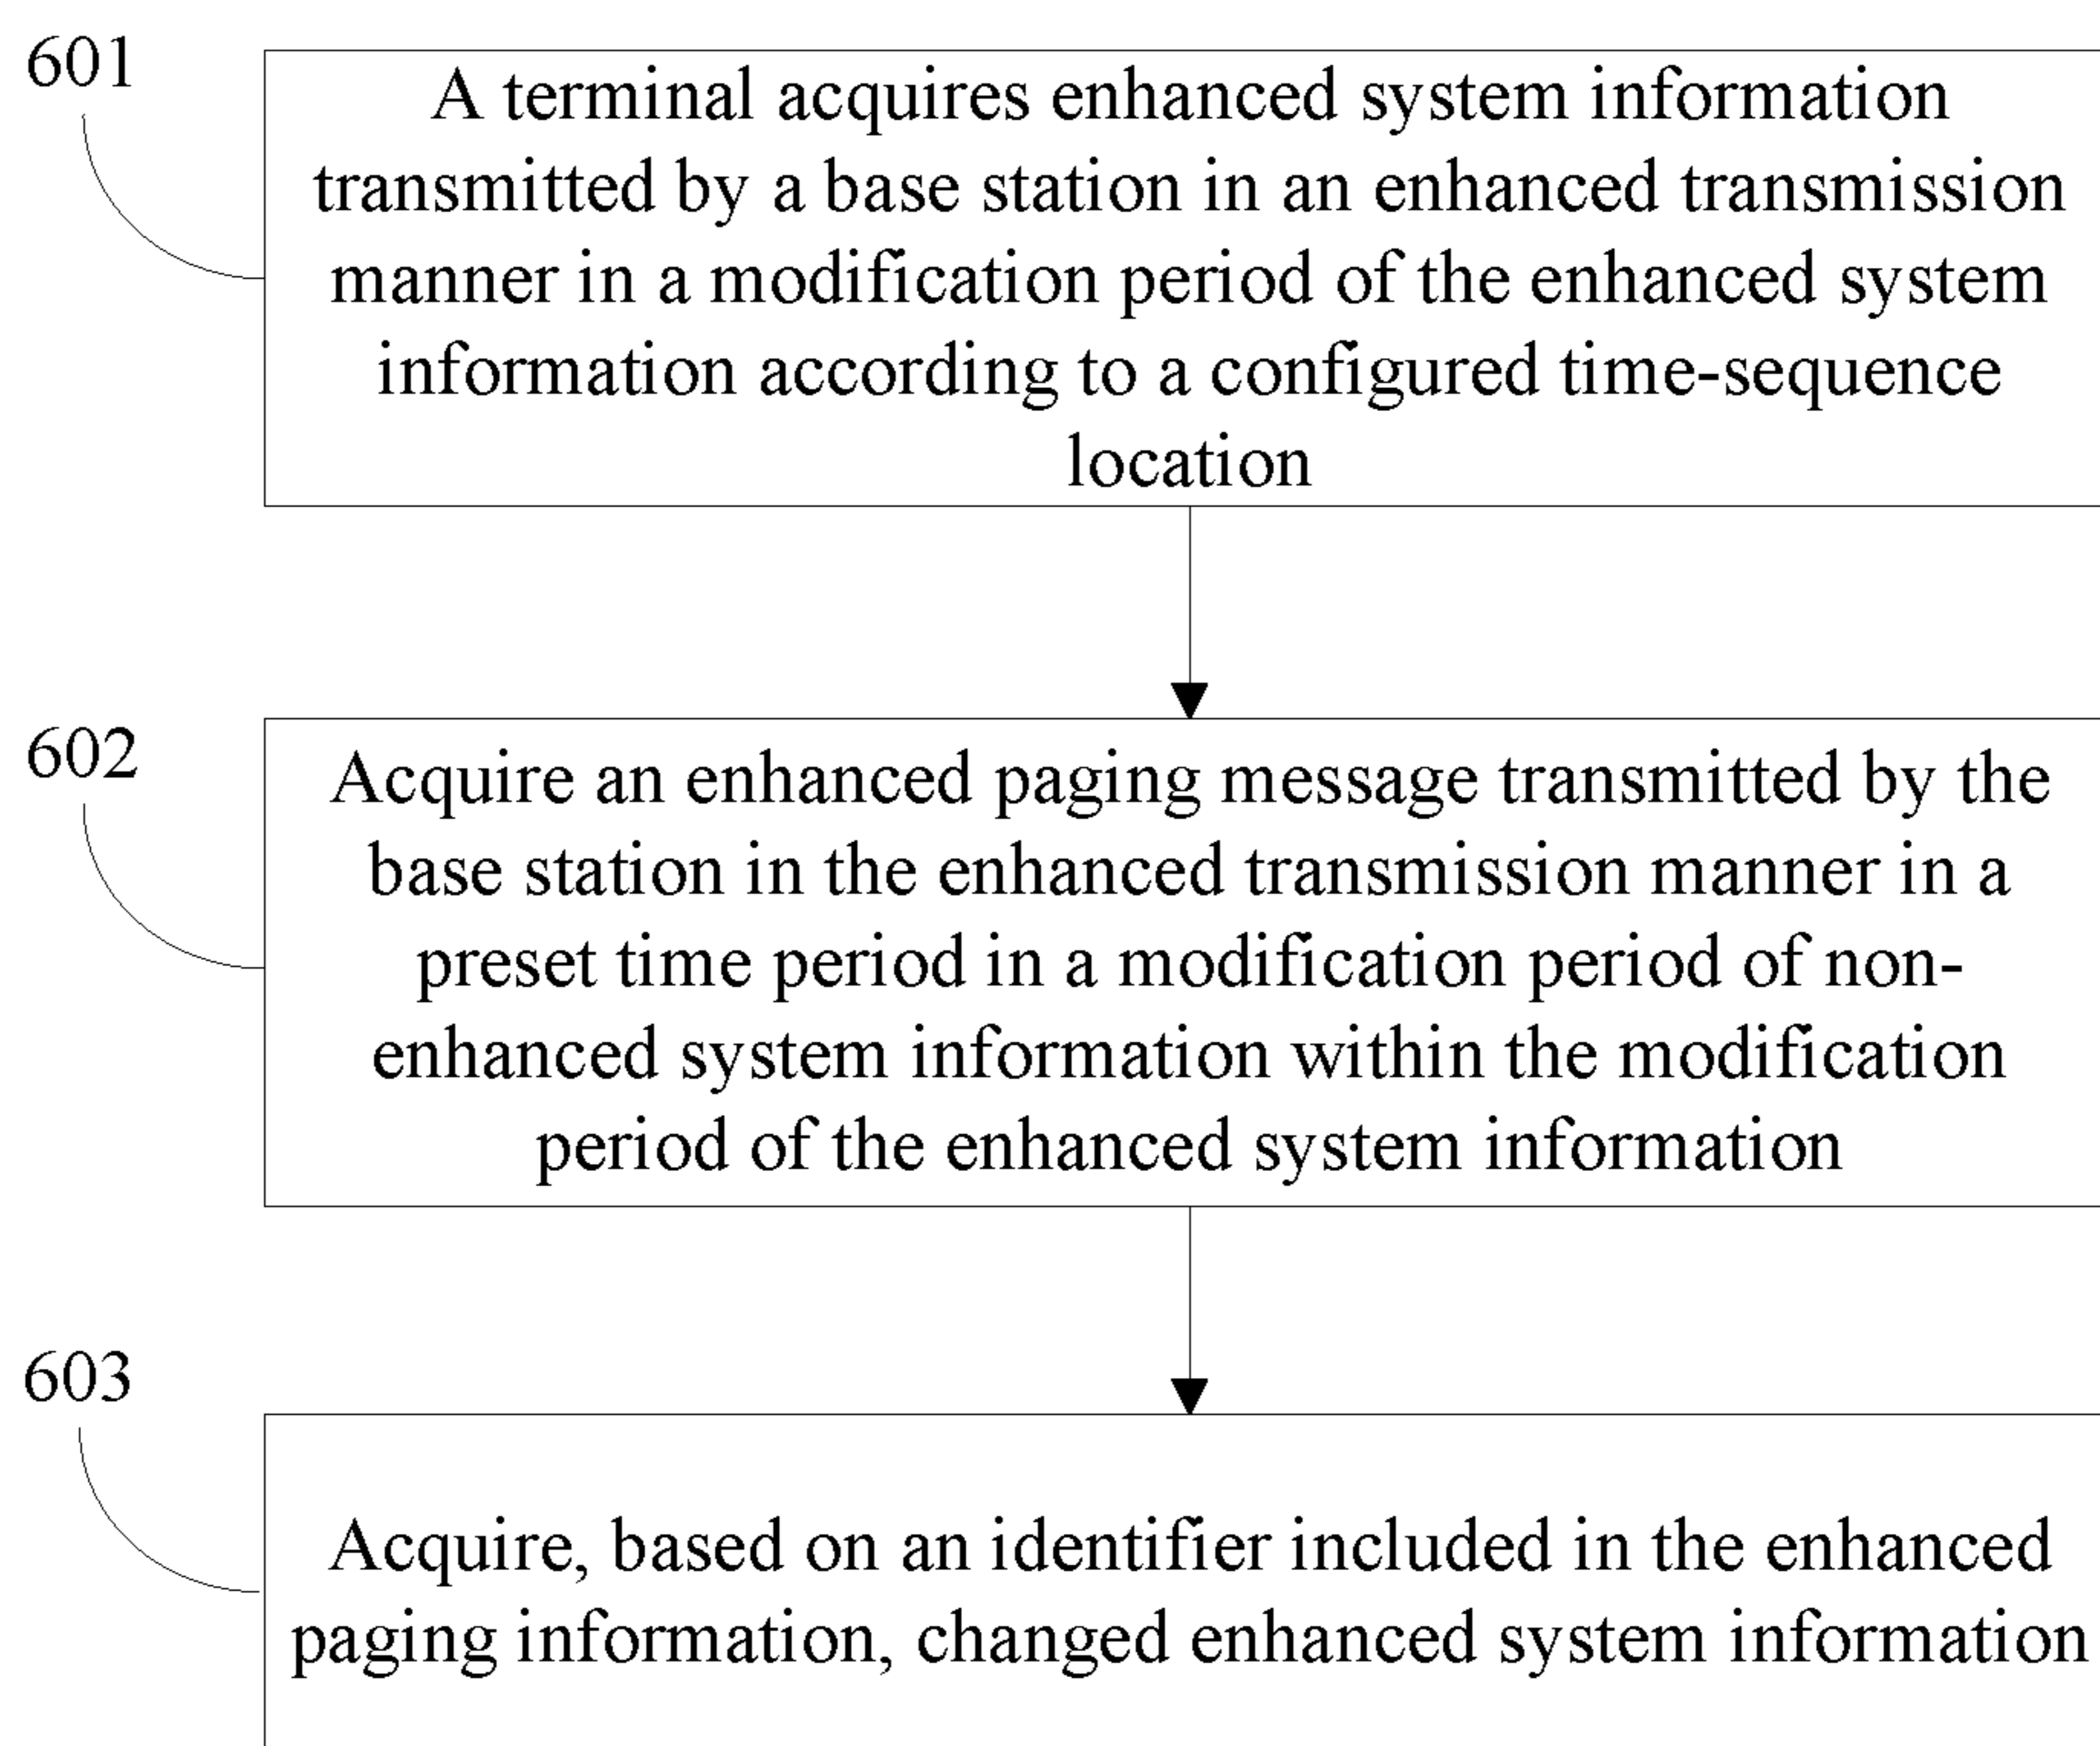 601
A terminal acquires enhanced system information
transmitted by a base station in an enhanced transmission
manner in a modification period of the enhanced system
information according to a configured time-sequence
location
602
Acquire an enhanced paging message transmitted by the
base station in the enhanced transmission manner in a
preset time period in a modification period of non-
enhanced system information within the modification
period of the enhanced system information
603
Acquire, based on an identifier included in the enhanced
paging information, changed enhanced system information